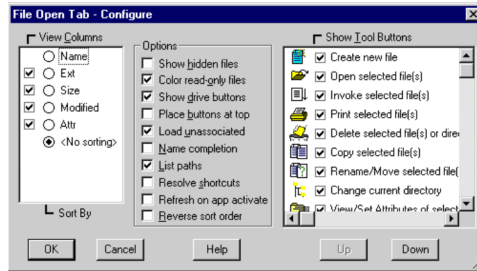 File Open Tab - Configure
View Columns
Name
Ext
Size
Modified
Attr
<No sorting>
Sort By
Options
Show hidden files
Color read-only files
Show drive buttons
Place buttons at top
Load unassociated
Name completion
List paths
Resolve shortcuts
Refresh on app activate
Reverse sort order
Show Tool Buttons
Create new file
Open selected file(s)
Invoke selected file(s)
Print selected file(s)
Delete selected file(s) or direc
Copy selected file(s)
Rename/Move selected file(
Change current directory
View/Set Attributes of select
OK
Cancel
Help
Up
Down